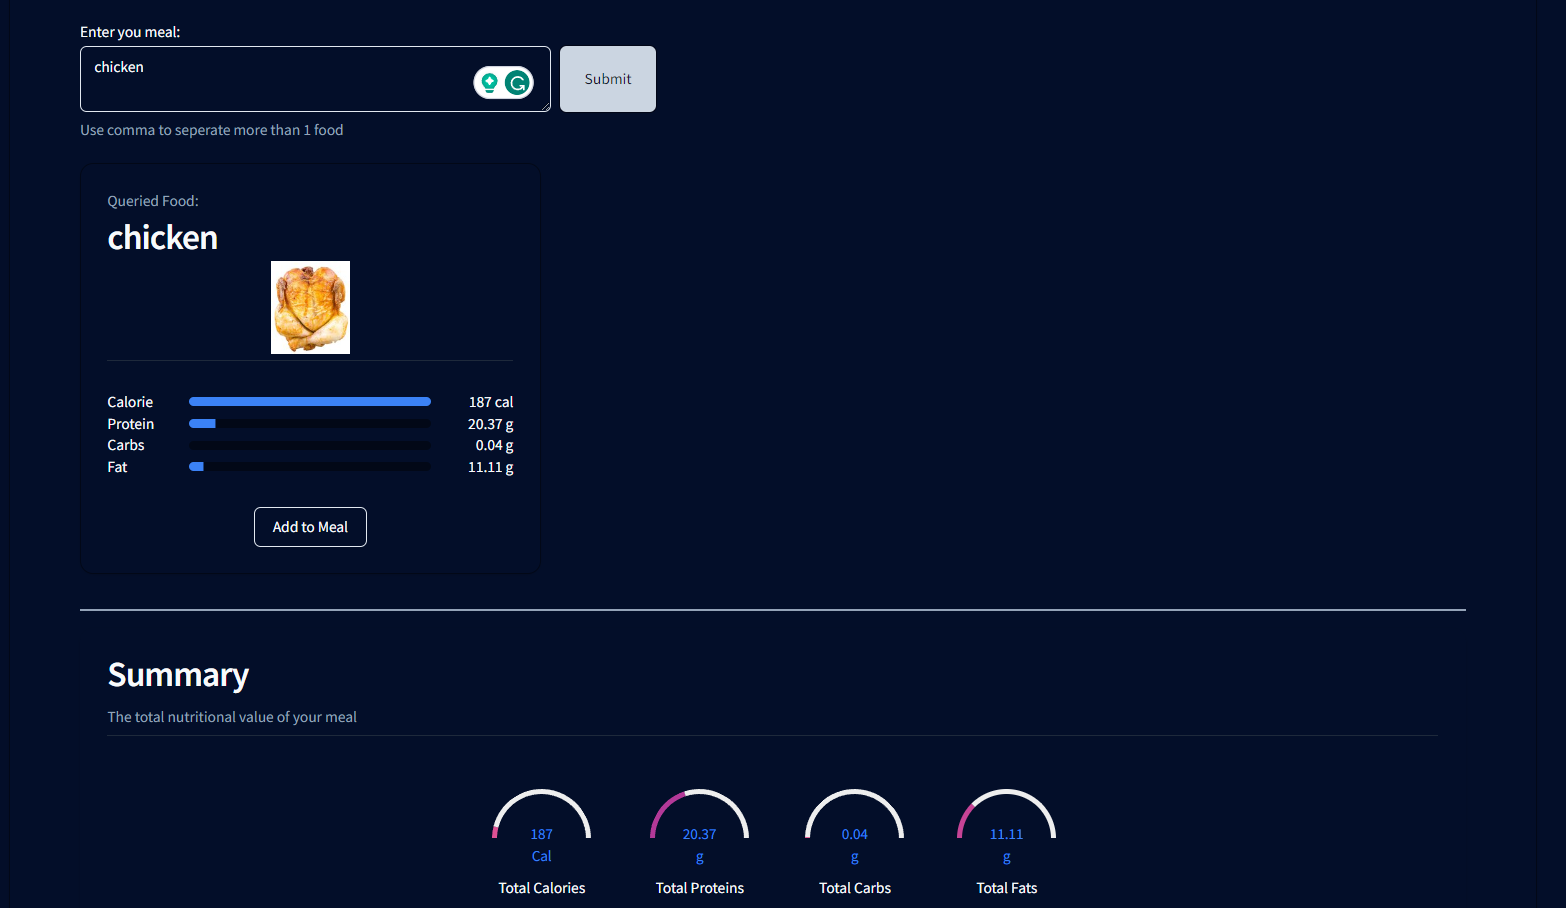 Enter you meal:
chicken
Submit
Use comma to seperate more than 1 food
Queried Food:
chicken
Calorie 187 cal
Protein 20.37 g
Carbs 0.04 g
Fat 11.11 g
Add to Meal
Summary
The total nutritional value of your meal
187 20.37 0.04 11.11
Cal g g g
Total Calories Total Proteins Total Carbs Total Fats